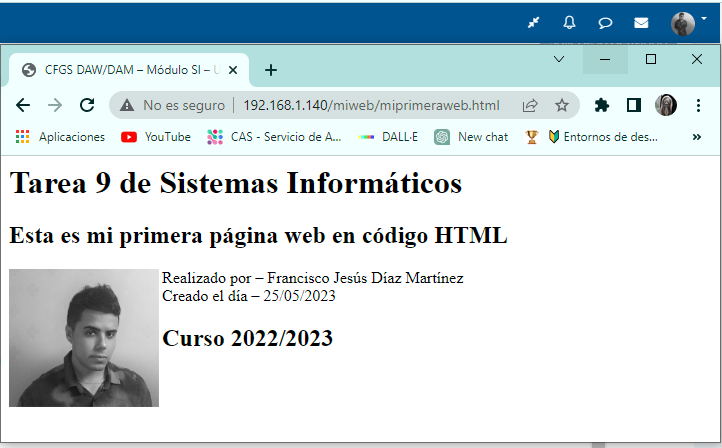 CFGS DAW/DAM – Módulo SI – U
No es seguro | 192.168.1.140/miweb/miprimeraweb.html
Aplicaciones YouTube CAS - Servicio de A... DALL·E New chat Entornos de des... »
Tarea 9 de Sistemas Informáticos
Esta es mi primera página web en código HTML
Realizado por – Francisco Jesús Díaz Martínez
Creado el día – 25/05/2023
Curso 2022/2023